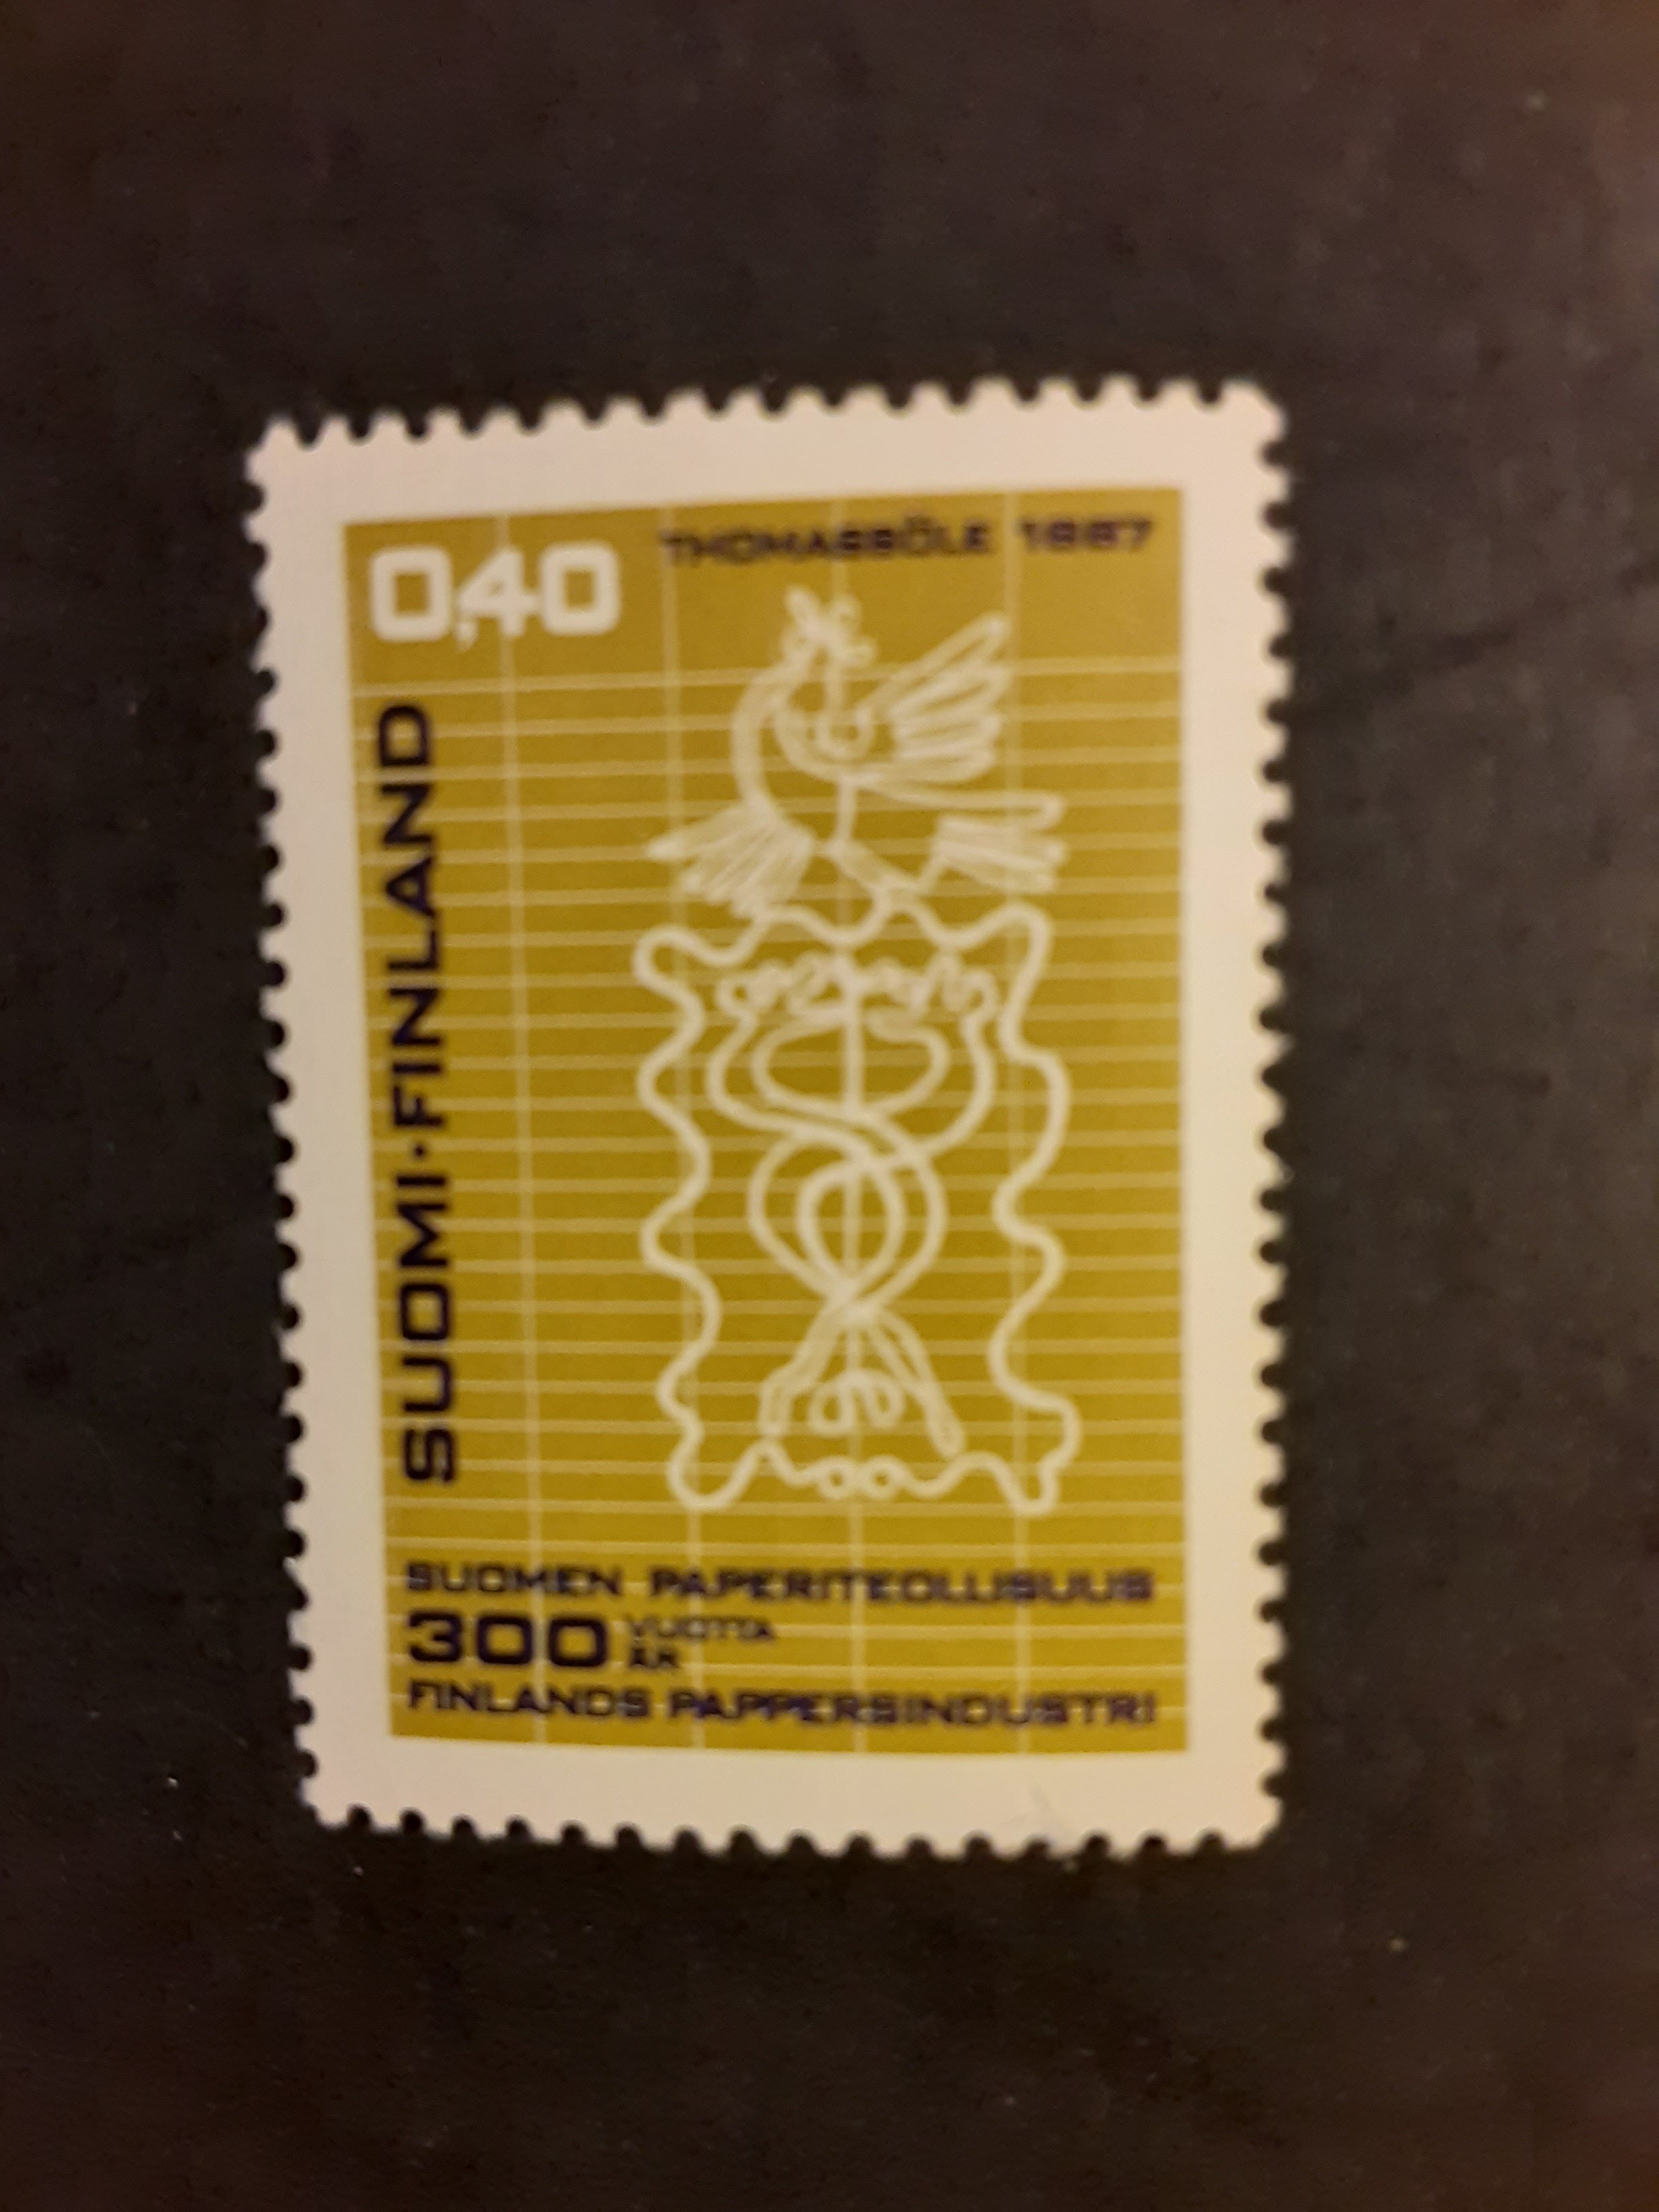 0,40
THOMASBÖLE 1667
SUOMI·FINLAND
SUOMEN PAPERITEOLLISUUS
300 VUOTTA
ÅR
FINLANDS PAPPERSINDUSTRI